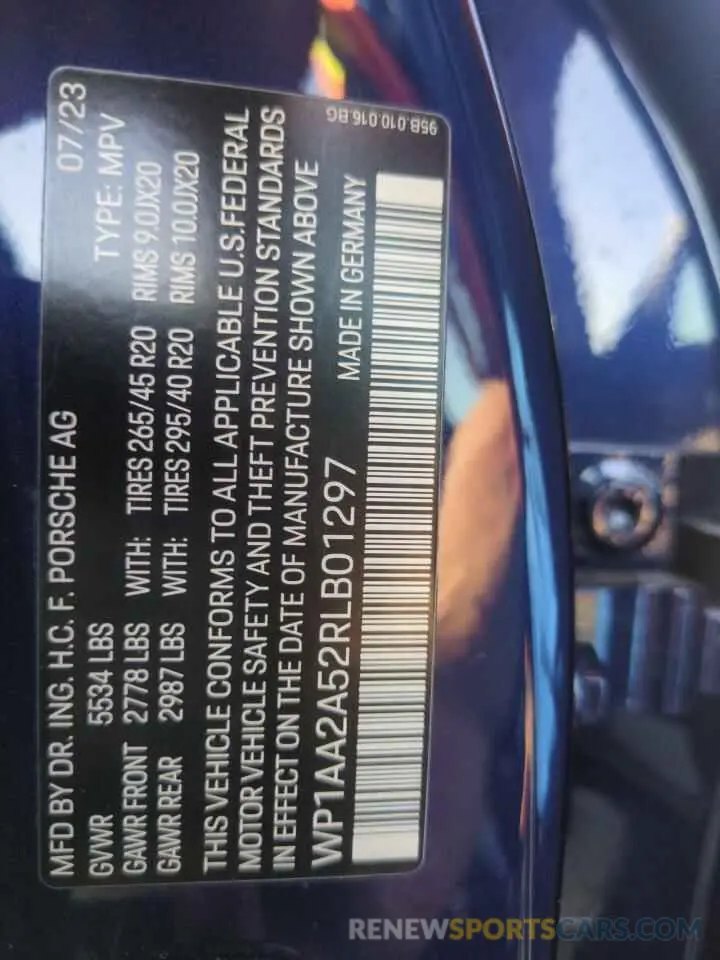 MFD BY DR. ING. H.C. F. PORSCHE AG 07/23
GVWR 5534 LBS TYPE: MPV
GAWR FRONT 2778 LBS WITH: TIRES 265/45 R20 RIMS 9.0JX20
GAWR REAR 2987 LBS WITH: TIRES 295/40 R20 RIMS 10.0JX20
THIS VEHICLE CONFORMS TO ALL APPLICABLE U.S.FEDERAL
MOTOR VEHICLE SAFETY AND THEFT PREVENTION STANDARDS
IN EFFECT ON THE DATE OF MANUFACTURE SHOWN ABOVE
WP1AA2A52RLB01297 MADE IN GERMANY
95B.010.016.BG
RENEWSPORTSCARS.COM